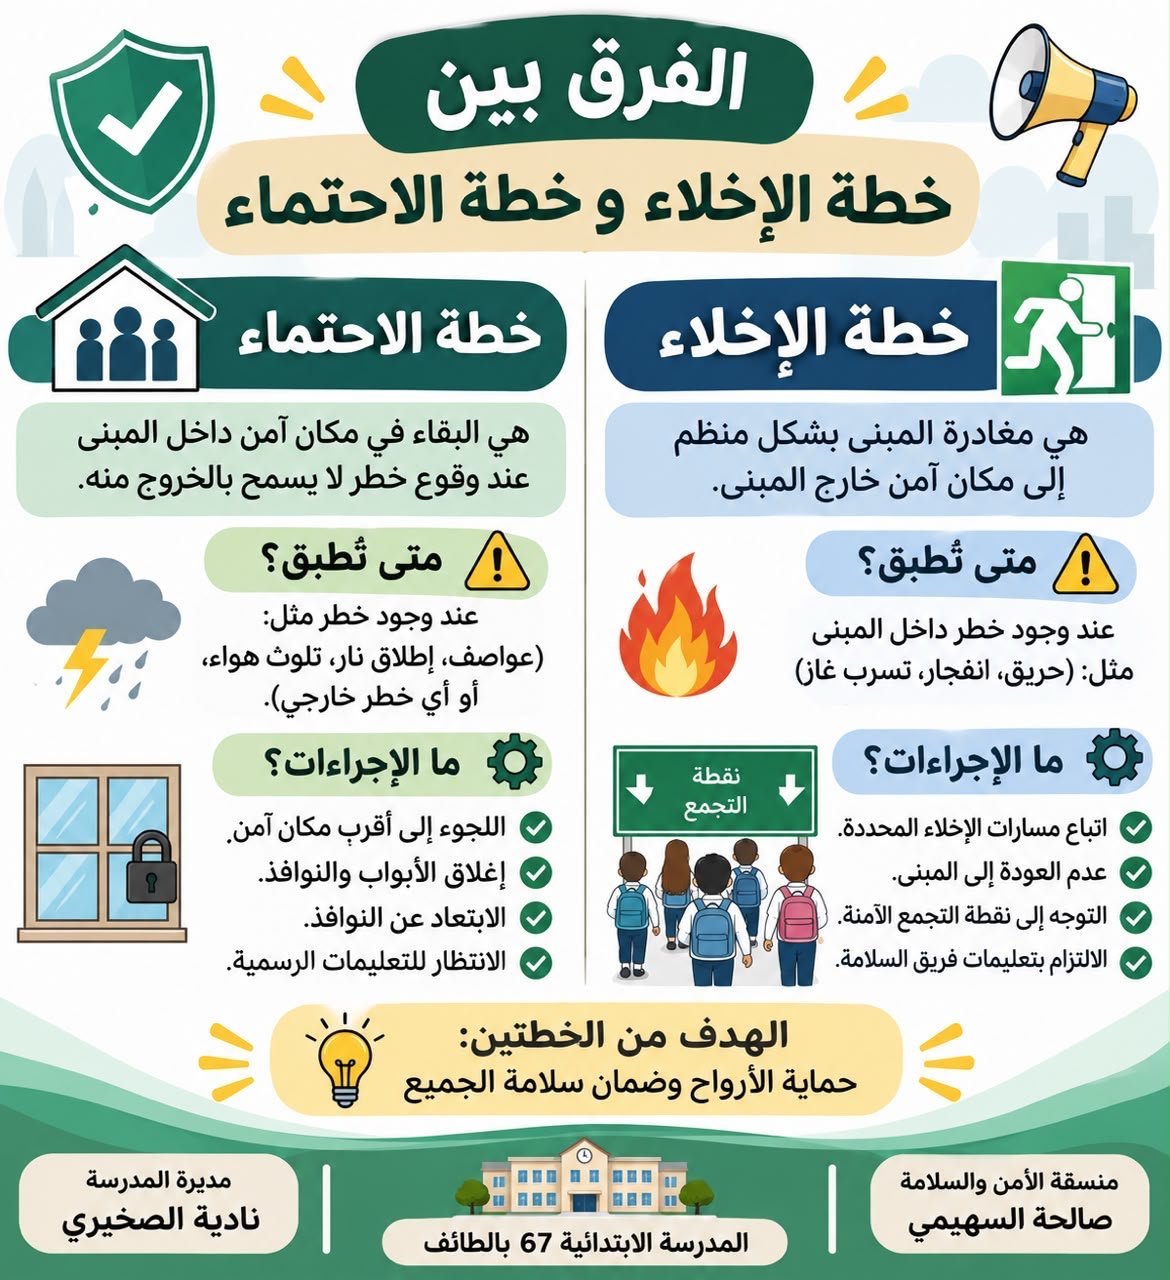 الفرق بين
خطة الإخلاء و خطة الاحتماء
خطة الإخلاء
هي مغادرة المبنى بشكل منظم
إلى مكان آمن خارج المبنى.
متى تُطبق؟
عند وجود خطر داخل المبنى
مثل: (حريق، انفجار، تسرب غاز)
ما الإجراءات؟
اتباع مسارات الإخلاء المحددة.
عدم العودة إلى المبنى.
التوجه إلى نقطة التجمع الآمنة.
الالتزام بتعليمات فريق السلامة.
نقطة
التجمع
خطة الاحتماء
هي البقاء في مكان آمن داخل المبنى
عند وقوع خطر لا يسمح بالخروج منه.
متى تُطبق؟
عند وجود خطر مثل:
(عواصف، إطلاق نار، تلوث هواء،
أو أي خطر خارجي).
ما الإجراءات؟
اللجوء إلى أقرب مكان آمن.
إغلاق الأبواب والنوافذ.
الابتعاد عن النوافذ.
الانتظار للتعليمات الرسمية.
الهدف من الخطتين:
حماية الأرواح وضمان سلامة الجميع
منسقة الأمن والسلامة
صالحة السهيمي
المدرسة الابتدائية 67 بالطائف
مديرة المدرسة
نادية الصخيري